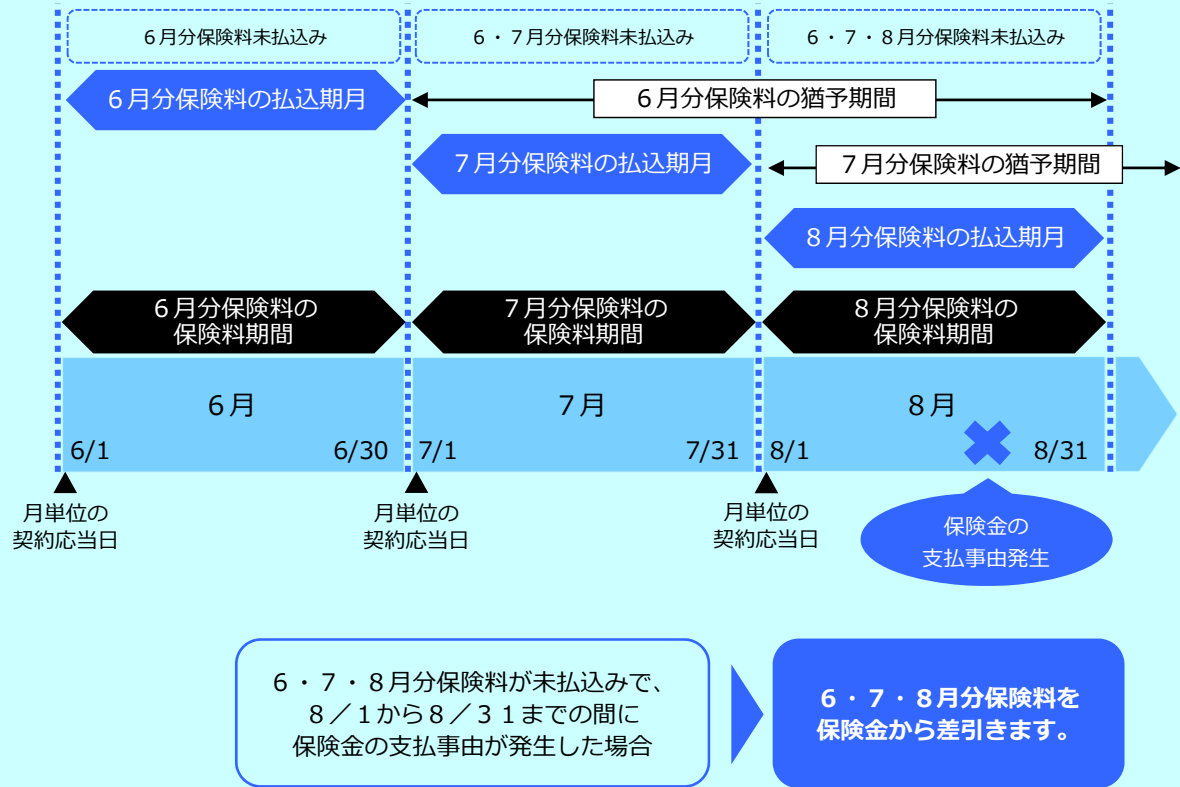 6月分保険料未払込み
6・7月分保険料未払込み
6・7・8月分保険料未払込み
6月分保険料の払込期月
6月分保険料の猶予期間
7月分保険料の払込期月
7月分保険料の猶予期間
8月分保険料の払込期月
6月分保険料の
保険料期間
7月分保険料の
保険料期間
8月分保険料の
保険料期間
6月
7月
8月
6/1
6/30
7/1
7/31
8/1
8/31
月単位の
契約応当日
月単位の
契約応当日
月単位の
契約応当日
保険金の
支払事由発生
6・7・8月分保険料が未払込みで、
8/1から8/31までの間に
保険金の支払事由が発生した場合
6・7・8月分保険料を
保険金から差引きます。